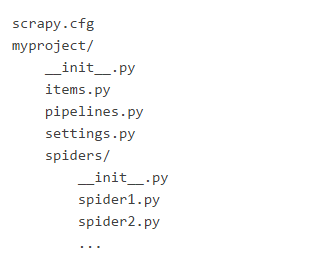 scrapy.cfg
myproject/
    __init__.py
    items.py
    pipelines.py
    settings.py
    spiders/
        __init__.py
        spider1.py
        spider2.py
        ...